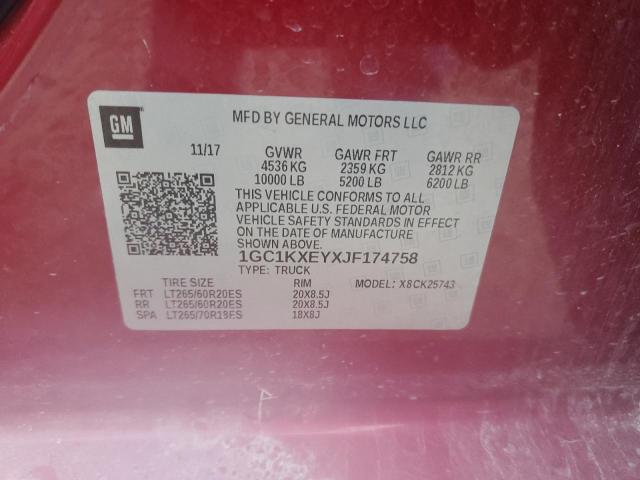 GM
MFD BY GENERAL MOTORS LLC
11/17 GVWR GAWR FRT GAWR RR
4536 KG 2359 KG 2812 KG
10000 LB 5200 LB 6200 LB
THIS VEHICLE CONFORMS TO ALL
APPLICABLE U.S. FEDERAL MOTOR
VEHICLE SAFETY STANDARDS IN EFFECT
ON THE DATE OF MANUFACTURE
SHOWN ABOVE.
1GC1KXEYXJF174758
TYPE: TRUCK MODEL: X8CK25743
TIRE SIZE RIM
FRT LT265/60R20ES 20X8.5J
RR LT265/60R20ES 20X8.5J
SPA LT265/70R18ES 18X8J